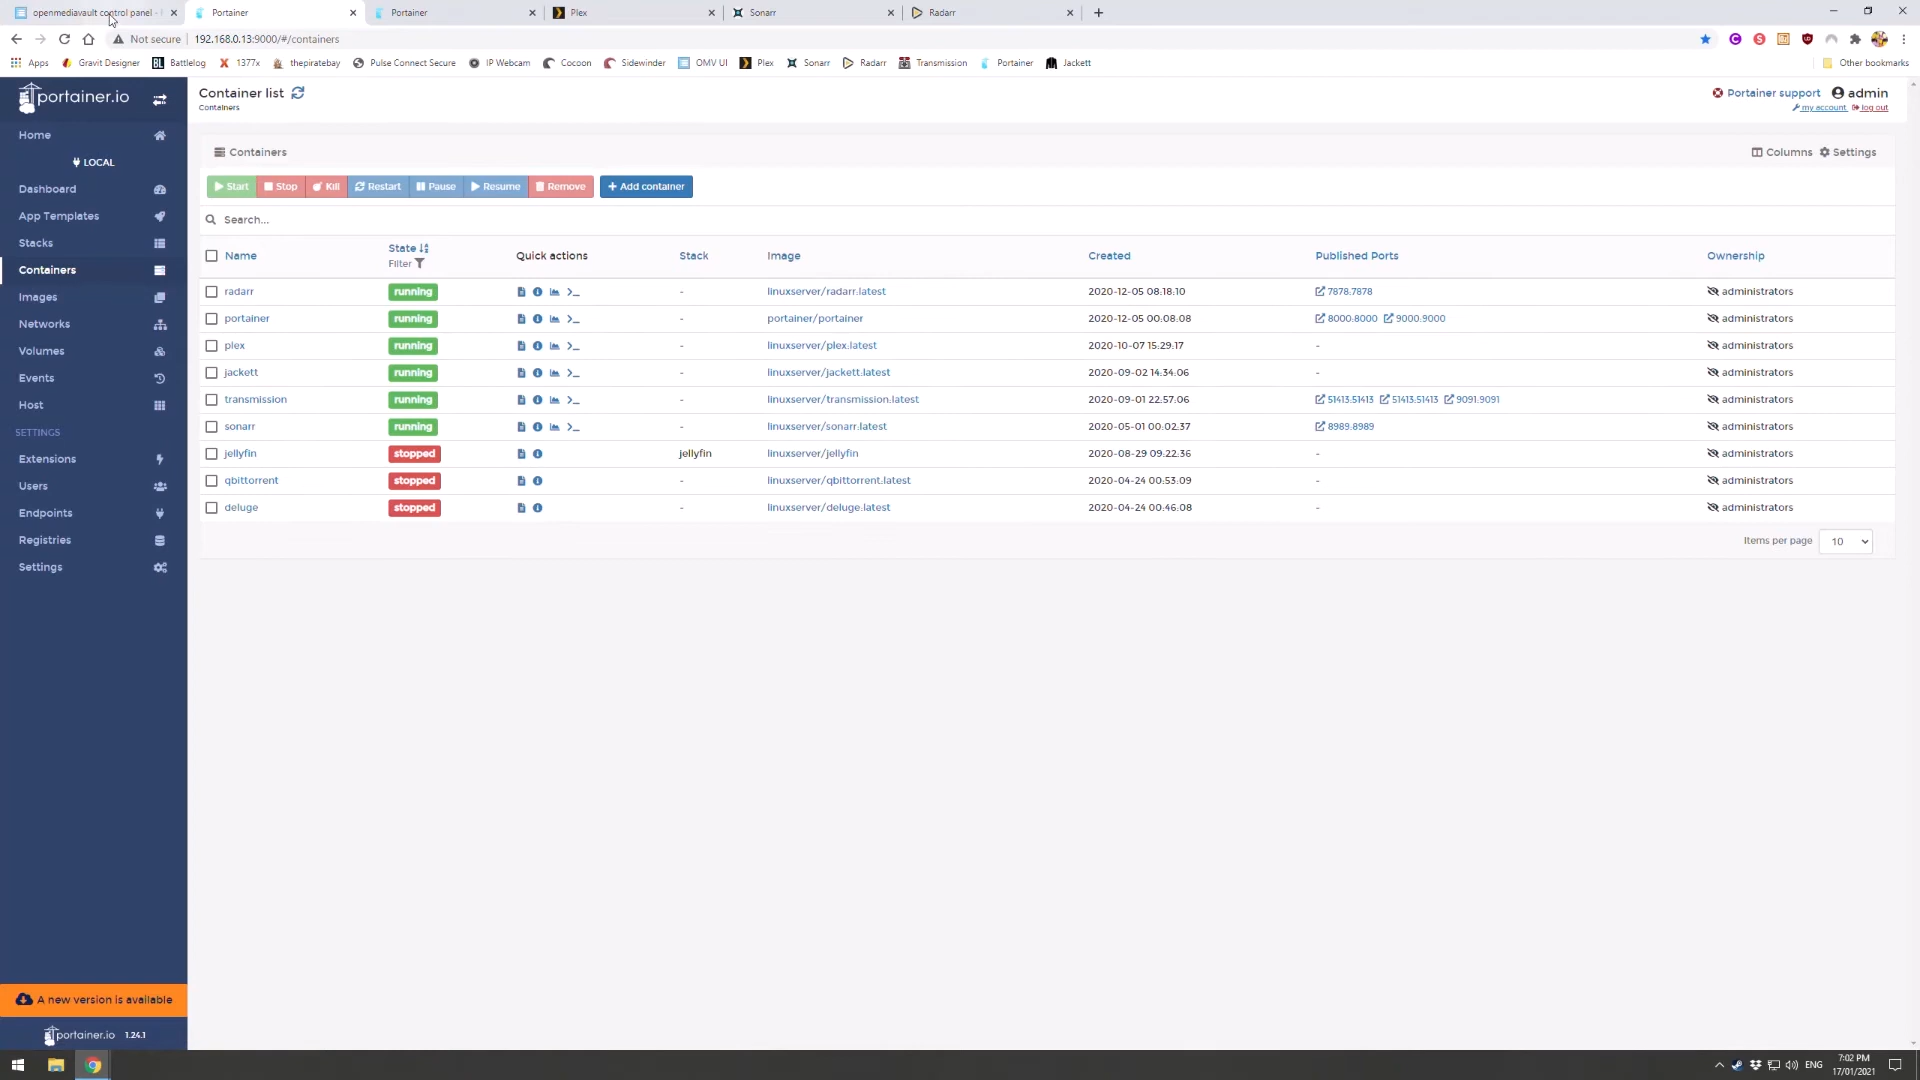 openmediavault control panel -
Portainer
Portainer
Plex
Sonarr
Radarr
Not secure
192.168.0.13:9000/#/containers
Apps
Gravit Designer
Battlelog
1377x
thepiratebay
Pulse Connect Secure
IP Webcam
Cocoon
Sidewinder
OMV UI
Plex
Sonarr
Radarr
Transmission
Portainer
Jackett
Other bookmarks
portainer.io
Home
LOCAL
Dashboard
App Templates
Stacks
Containers
Images
Networks
Volumes
Events
Host
SETTINGS
Extensions
Users
Endpoints
Registries
Settings
A new version is available
portainer.io 1.24.1
Container list
Containers
Portainer support
admin
my account
log out
Containers
Columns
Settings
Start
Stop
Kill
Restart
Pause
Resume
Remove
+ Add container
Search...
Name State Quick actions Stack Image Created Published Ports Ownership
Filter
radarr running - linuxserver/radarr:latest 2020-12-05 08:18:10 7878:7878 administrators
portainer running - portainer/portainer 2020-12-05 00:08:08 8000:8000 9000:9000 administrators
plex running - linuxserver/plex:latest 2020-10-07 15:29:17 - administrators
jackett running - linuxserver/jackett:latest 2020-09-02 14:34:06 - administrators
transmission running - linuxserver/transmission:latest 2020-09-01 22:57:06 51413:51413 51413:51413 9091:9091 administrators
sonarr running - linuxserver/sonarr:latest 2020-05-01 00:02:37 8989:8989 administrators
jellyfin stopped jellyfin linuxserver/jellyfin 2020-08-29 09:22:36 - administrators
qbittorrent stopped - linuxserver/qbittorrent:latest 2020-04-24 00:53:09 - administrators
deluge stopped - linuxserver/deluge:latest 2020-04-24 00:46:08 - administrators
Items per page 10
ENG
7:02 PM
17/01/2021